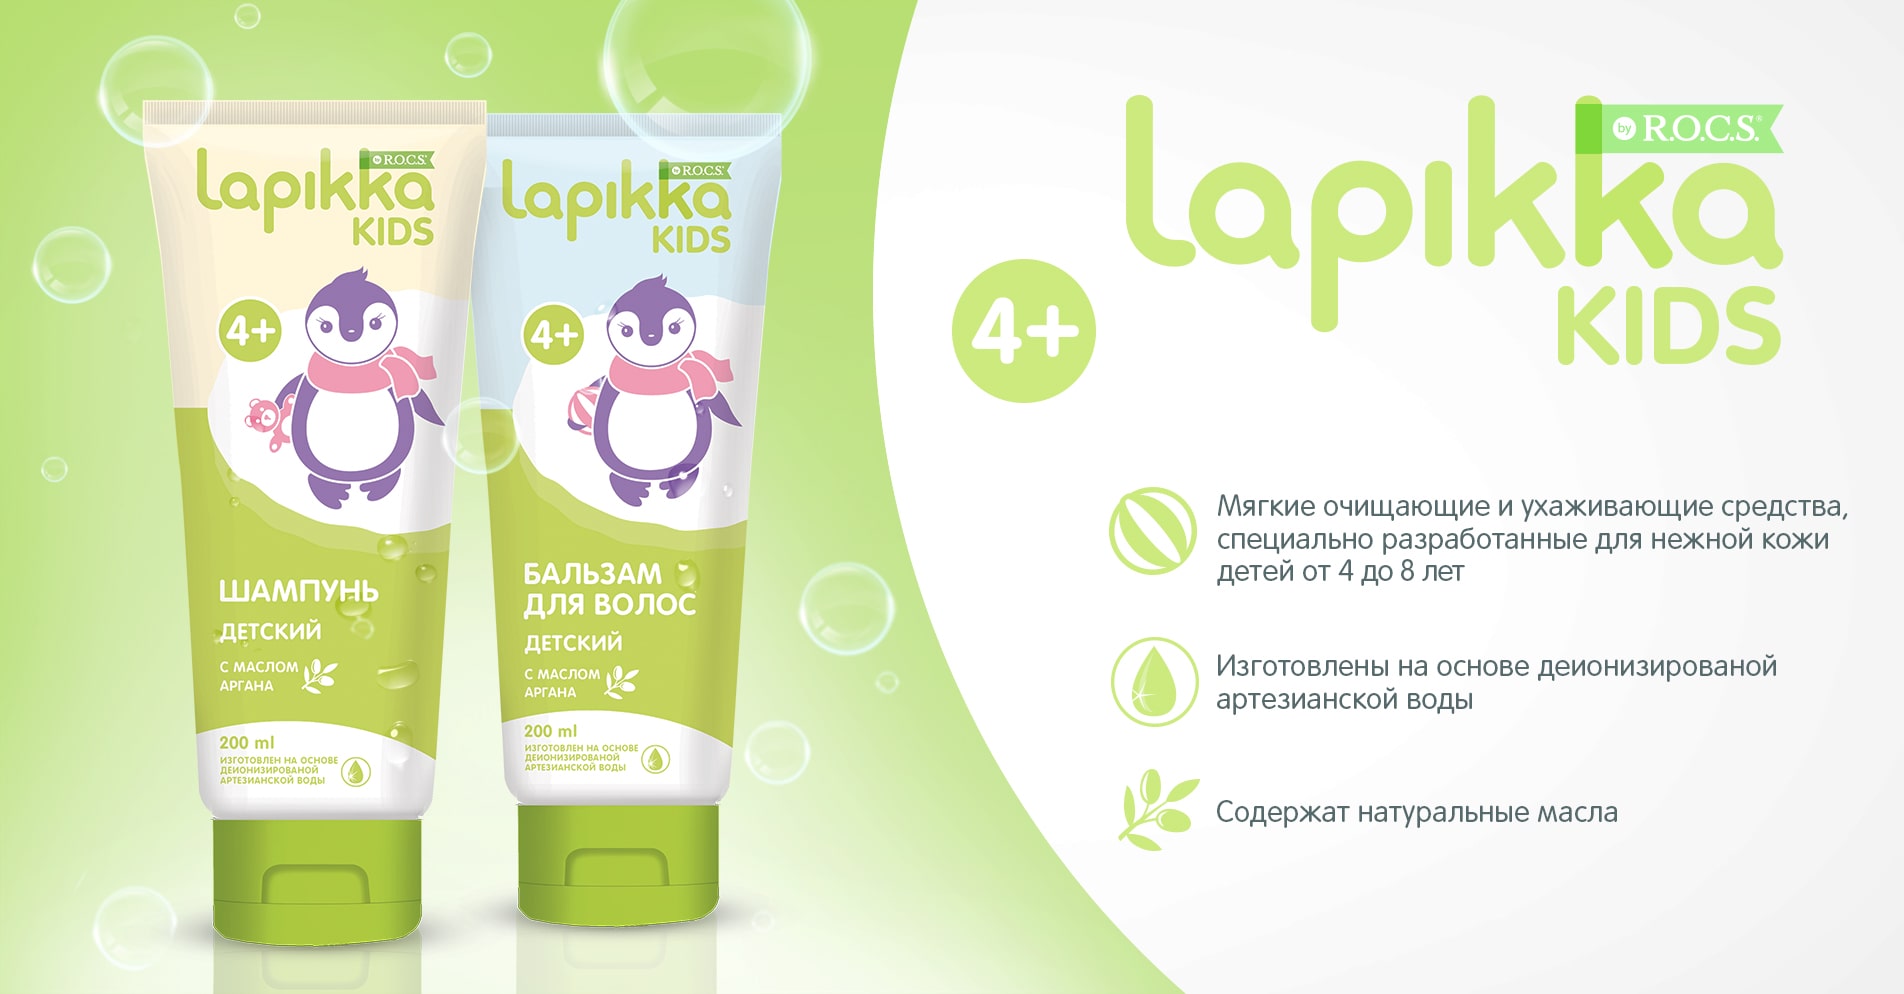 by R.O.C.S.
Lapikka
KIDS
4+
ШАМПУНЬ
ДЕТСКИЙ
С МАСЛОМ
АРГАНА
200 ml
ИЗГОТОВЛЕН НА ОСНОВЕ
ДЕИОНИЗИРОВАНОЙ
АРТЕЗИАНСКОЙ ВОДЫ
by R.O.C.S.
Lapikka
KIDS
4+
БАЛЬЗАМ
ДЛЯ ВОЛОС
ДЕТСКИЙ
С МАСЛОМ
АРГАНА
200 ml
ИЗГОТОВЛЕН НА ОСНОВЕ
ДЕИОНИЗИРОВАНОЙ
АРТЕЗИАНСКОЙ ВОДЫ
by R.O.C.S.®
Lapikka
KIDS
4+
Мягкие очищающие и ухаживающие средства,
специально разработанные для нежной кожи
детей от 4 до 8 лет
Изготовлены на основе деионизированой
артезианской воды
Содержат натуральные масла